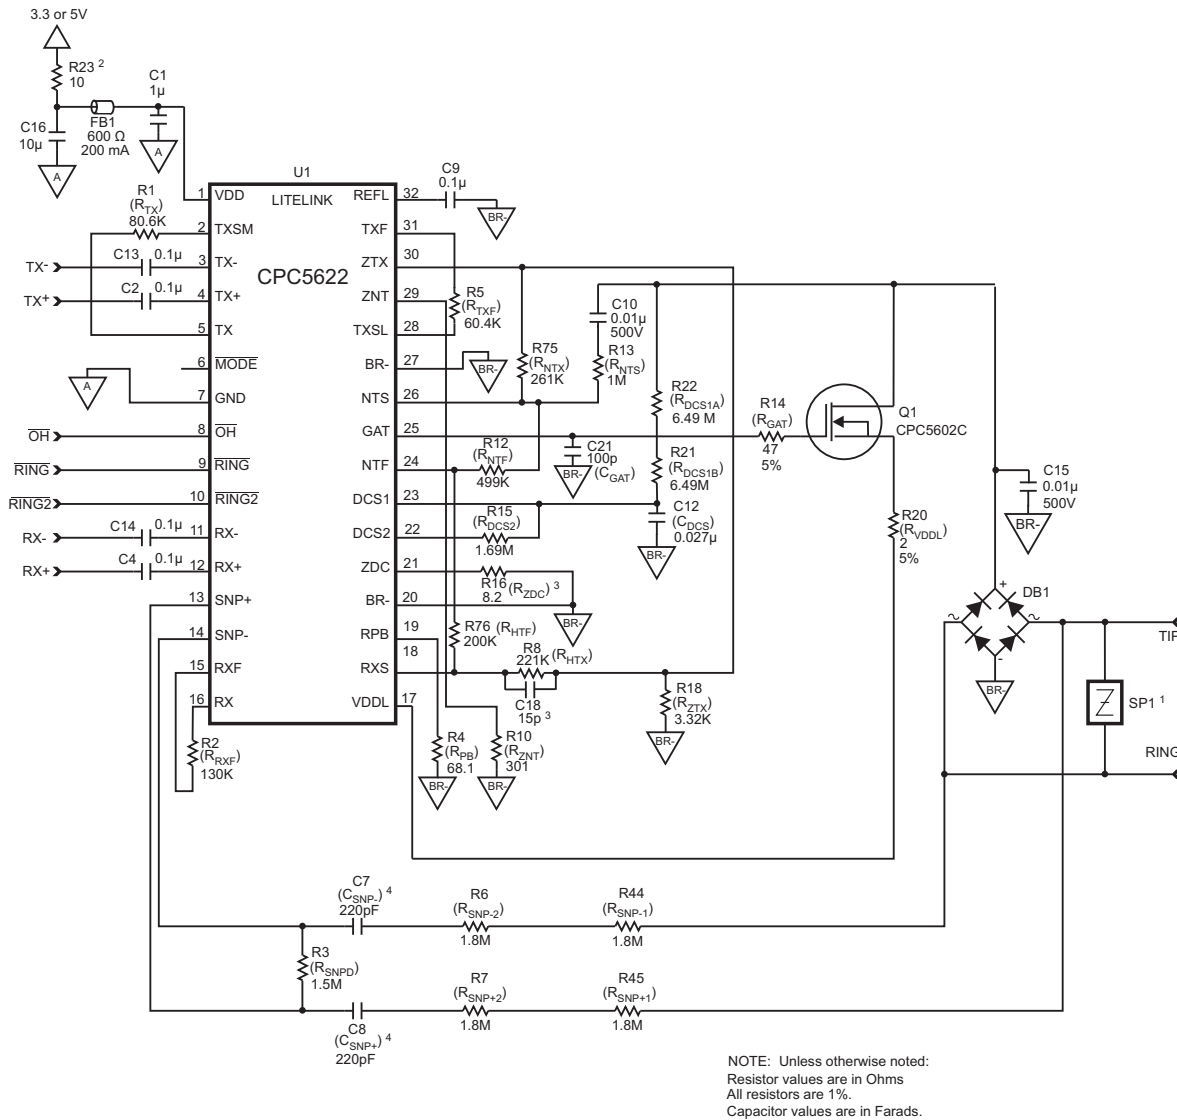 3.3 or 5V
R23 2
10
C16
10µ
A
FB1
600 Ω
200 mA
C1
1µ
A
U1
LITELINK
CPC5622
1 VDD
2 TXSM
3 TX-
4 TX+
5 TX
6 MODE
7 GND
8 OH
9 RING
10 RING2
11 RX-
12 RX+
13 SNP+
14 SNP-
15 RXF
16 RX
REFL 32
TXF 31
ZTX 30
ZNT 29
TXSL 28
BR- 27
NTS 26
GAT 25
NTF 24
DCS1 23
DCS2 22
ZDC 21
BR- 20
RPB 19
RXS 18
VDDL 17
R1
(RTX)
80.6K
TX-
C13 0.1µ
TX+
C2 0.1µ
A
OH
RING
RING2
RX-
C14 0.1µ
RX+
C4 0.1µ
R2
(RRXF)
130K
C9
0.1µ
BR-
R5
(RTXF)
60.4K
BR-
R75
(RNTX)
261K
C10
0.01µ
500V
R13
(RNTS)
1M
R22
(RDCS1A)
6.49 M
R21
(RDCS1B)
6.49M
C21
100p
(CGAT)
BR-
R14
(RGAT)
47
5%
Q1
CPC5602C
R12
(RNTF)
499K
R15
(RDCS2)
1.69M
C12
(CDCS)
0.027µ
BR-
R16 (RZDC) 3
8.2
BR-
R76 (RHTF)
200K
R8
221K (RHTX)
C18
15p 3
R18
(RZTX)
3.32K
BR-
R4
(RPB)
68.1
BR-
R10
(RZNT)
301
BR-
R20
(RVDDL)
2
5%
C15
0.01µ
500V
BR-
DB1
+
~
~
-
BR-
TIP
SP1 1
RING
C7
(CSNP-) 4
220pF
R6
(RSNP-2)
1.8M
R44
(RSNP-1)
1.8M
R3
(RSNPD)
1.5M
C8
(CSNP+) 4
220pF
R7
(RSNP+2)
1.8M
R45
(RSNP+1)
1.8M
NOTE: Unless otherwise noted:
Resistor values are in Ohms
All resistors are 1%.
Capacitor values are in Farads.